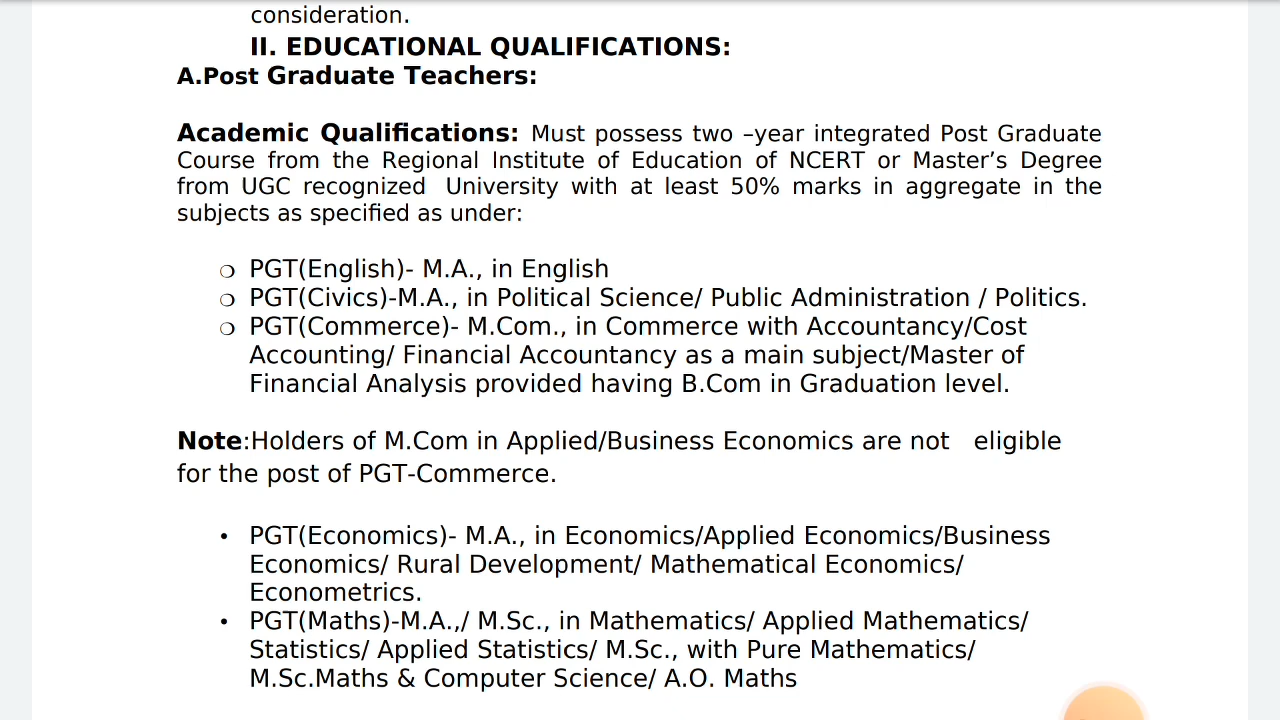 consideration.
II. EDUCATIONAL QUALIFICATIONS:
A.Post Graduate Teachers:
Academic Qualifications: Must possess two –year integrated Post Graduate
Course from the Regional Institute of Education of NCERT or Master’s Degree
from UGC recognized University with at least 50% marks in aggregate in the
subjects as specified as under:
❍ PGT(English)- M.A., in English
❍ PGT(Civics)-M.A., in Political Science/ Public Administration / Politics.
❍ PGT(Commerce)- M.Com., in Commerce with Accountancy/Cost
Accounting/ Financial Accountancy as a main subject/Master of
Financial Analysis provided having B.Com in Graduation level.
Note:Holders of M.Com in Applied/Business Economics are not eligible
for the post of PGT-Commerce.
• PGT(Economics)- M.A., in Economics/Applied Economics/Business
Economics/ Rural Development/ Mathematical Economics/
Econometrics.
• PGT(Maths)-M.A.,/ M.Sc., in Mathematics/ Applied Mathematics/
Statistics/ Applied Statistics/ M.Sc., with Pure Mathematics/
M.Sc.Maths & Computer Science/ A.O. Maths